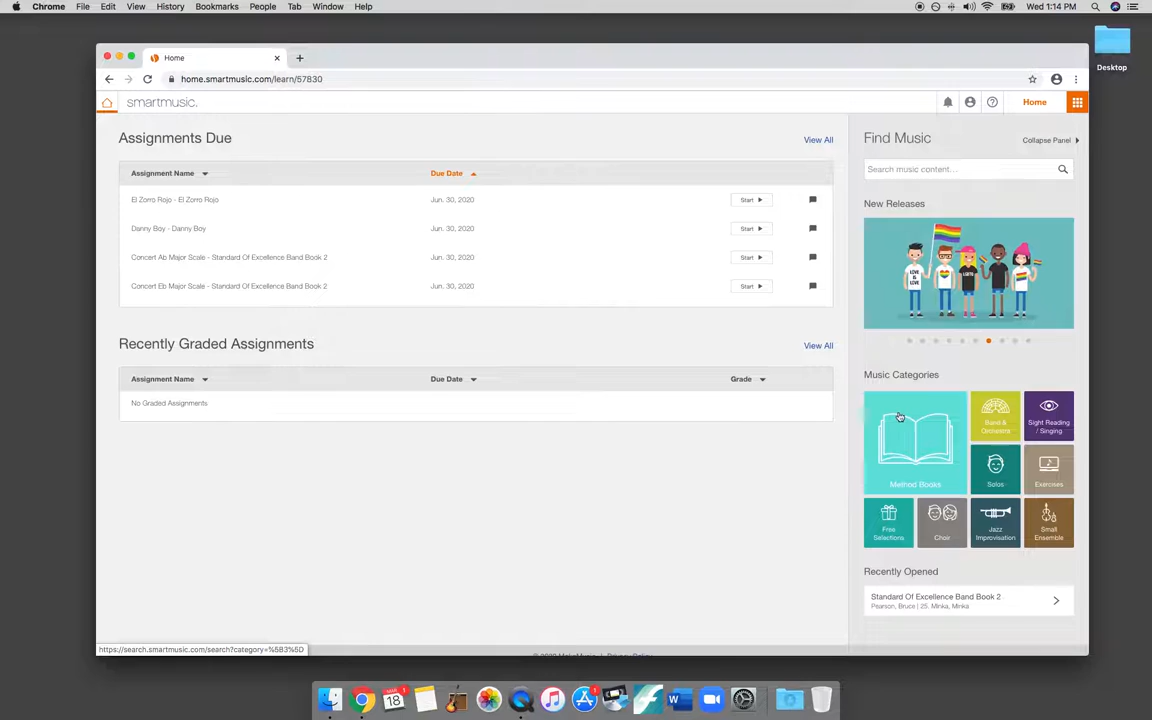 Chrome File Edit View History Bookmarks People Tab Window Help Wed 1:14 PM
Desktop
Home
home.smartmusic.com/learn/57830
smartmusic.
Home
Assignments Due
View All
Assignment Name Due Date
El Zorro Rojo - El Zorro Rojo Jun. 30, 2020 Start
Danny Boy - Danny Boy Jun. 30, 2020 Start
Concert Ab Major Scale - Standard Of Excellence Band Book 2 Jun. 30, 2020 Start
Concert Eb Major Scale - Standard Of Excellence Band Book 2 Jun. 30, 2020 Start
Recently Graded Assignments
View All
Assignment Name Due Date Grade
No Graded Assignments
Find Music
Collapse Panel
Search music content...
New Releases
LOVE IS LOVE
LGBTQ
Music Categories
Method Books
Band & Orchestra
Sight Reading / Singing
Solos
Exercises
Free Selections
Choir
Jazz Improvisation
Small Ensemble
Recently Opened
Standard Of Excellence Band Book 2
Pearson, Bruce | 25. Minka, Minka
https://search.smartmusic.com/search?category=%5B3%5D
18